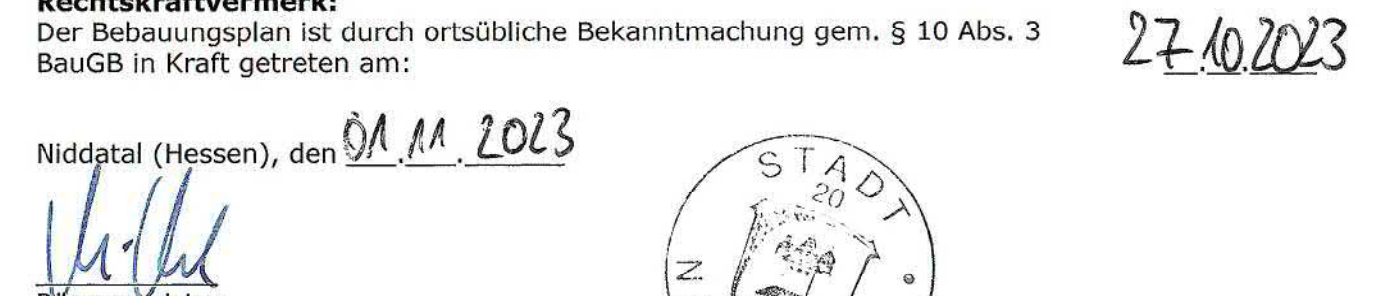 Rechtskraftvermerk:
Der Bebauungsplan ist durch ortsübliche Bekanntmachung gem. § 10 Abs. 3
BauGB in Kraft getreten am:
27.10.2023
Niddatal (Hessen), den 01.11.2023
STADT
20
N